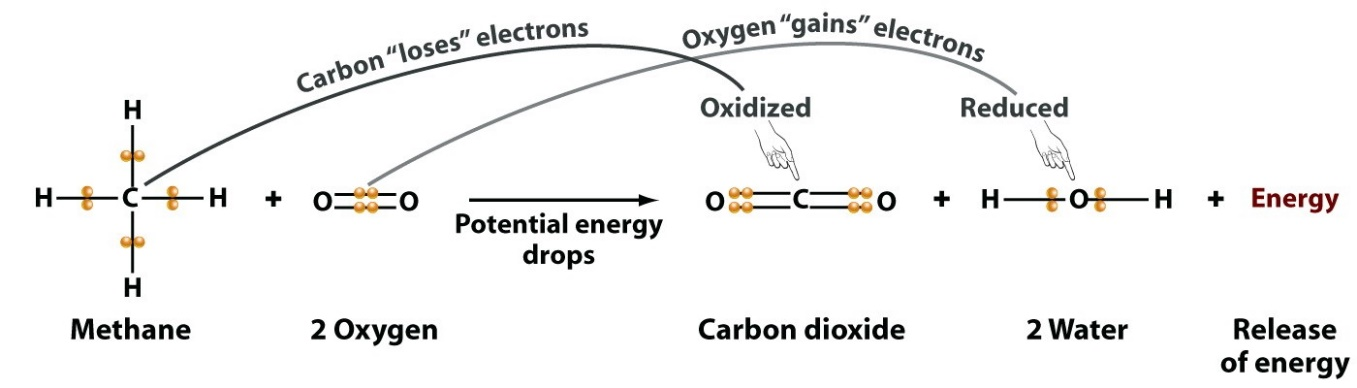 Carbon “loses” electrons
Oxygen “gains” electrons
Oxidized
Reduced
H
H C H + O O O C O + H O H + Energy
Potential energy
drops
H
Methane
2 Oxygen
Carbon dioxide
2 Water
Release
of energy